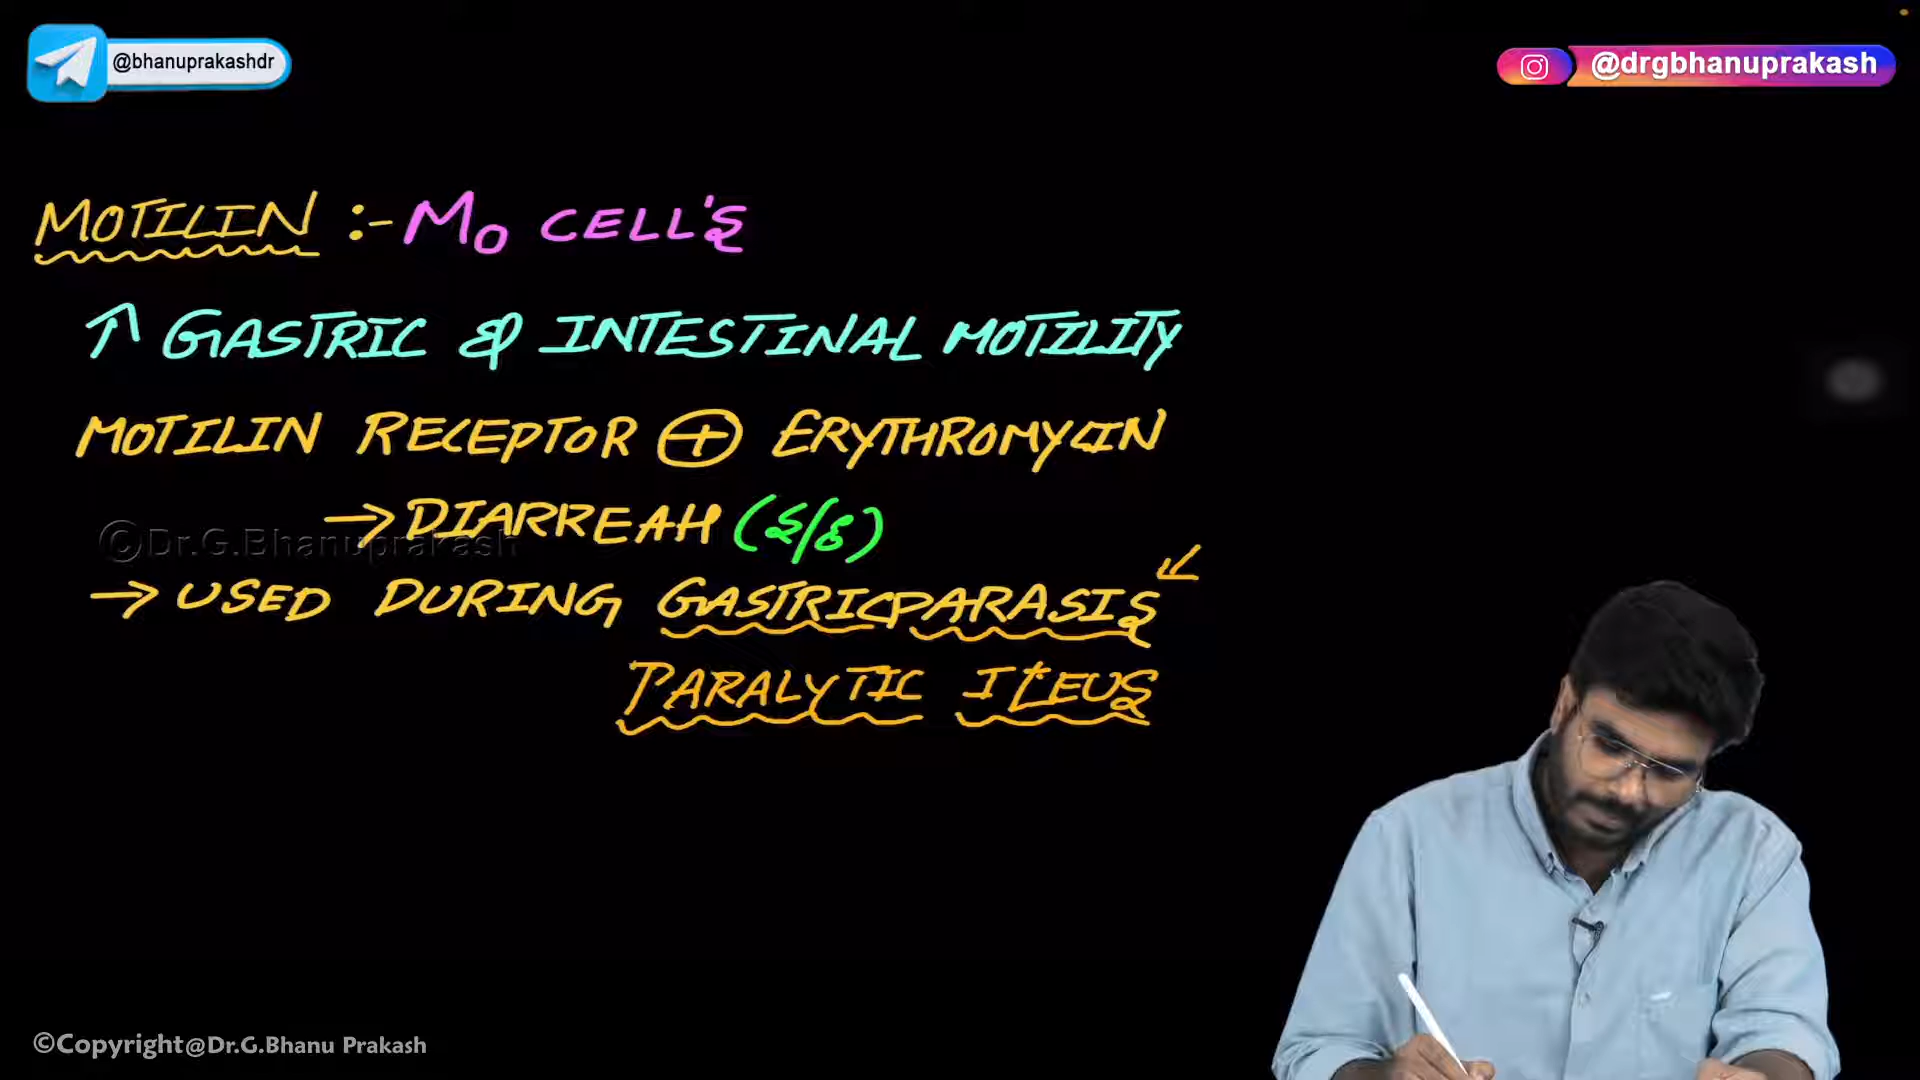 @bhanuprakashdr
@drgbhanuprakash
MOTILIN :- MO CELL'S
↑ GASTRIC & INTESTINAL MOTILITY
MOTILIN RECEPTOR ⊕ ERYTHROMYCIN
→ DIARREAH (S/E)
©Dr.G.Bhanuprakash
→ USED DURING GASTRICPARASIS ↙
PARALYTIC ILEUS
©Copyright@Dr.G.Bhanu Prakash